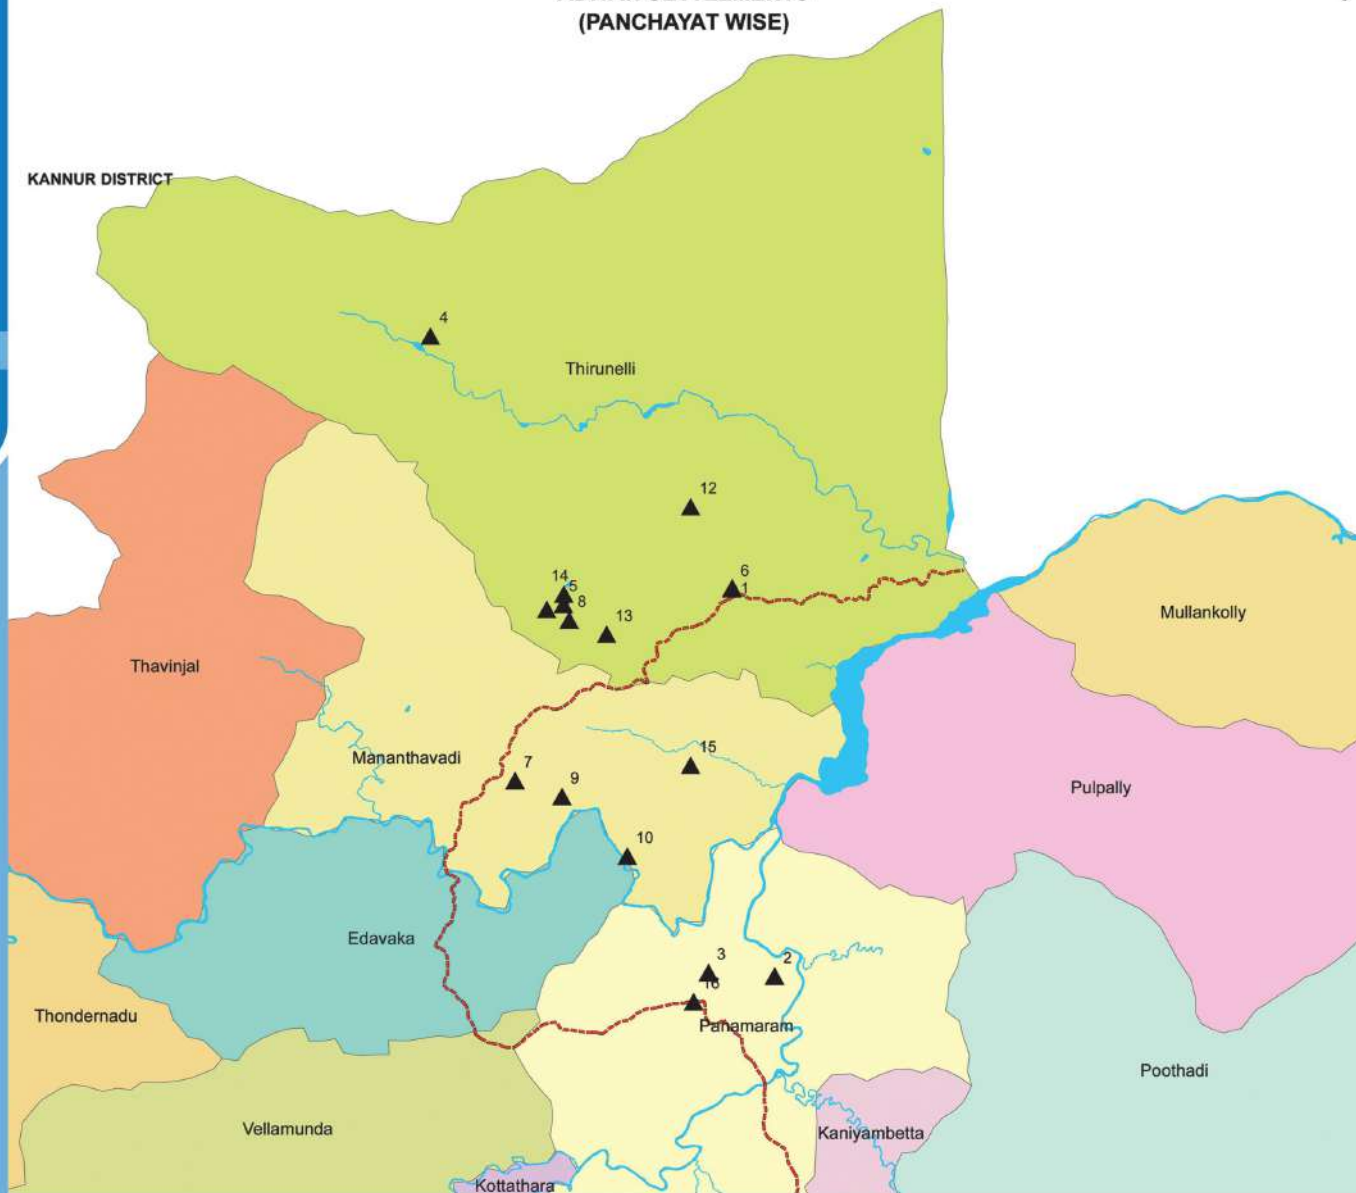 (PANCHAYAT WISE)
KANNUR DISTRICT
4
Thirunelli
12
6
1
14
5
8
13
Mullankolly
Thavinjal
Mananthavadi
7
9
15
Pulpally
10
Edavaka
3
2
16
Panamaram
Thondernadu
Poothadi
Vellamunda
Kaniyambetta
Kottathara